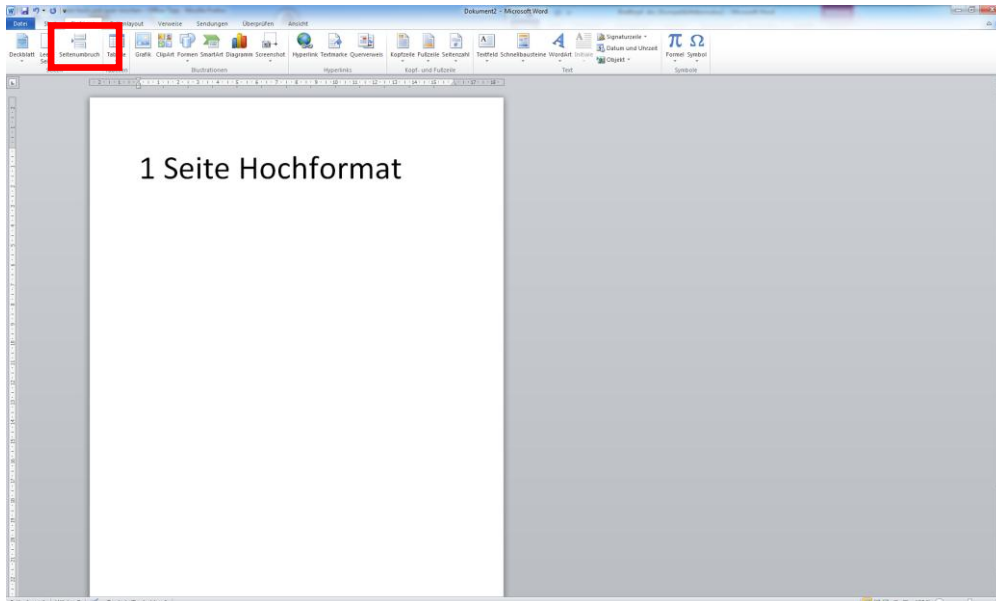 Dokument2 - Microsoft Word
Datei
Verweise Sendungen Überprüfen Ansicht
Deckblatt
Seitenumbruch
Grafik ClipArt Formen SmartArt Diagramm Screenshot
Hyperlink Textmarke Querverweis
Kopfzeile Fußzeile Seitenzahl
Textfeld Schnellbausteine WordArt
Signaturzeile
Datum und Uhrzeit
Objekt
Formel Symbol
Illustrationen
Hyperlinks
Kopf- und Fußzeile
Text
Symbole
1 Seite Hochformat